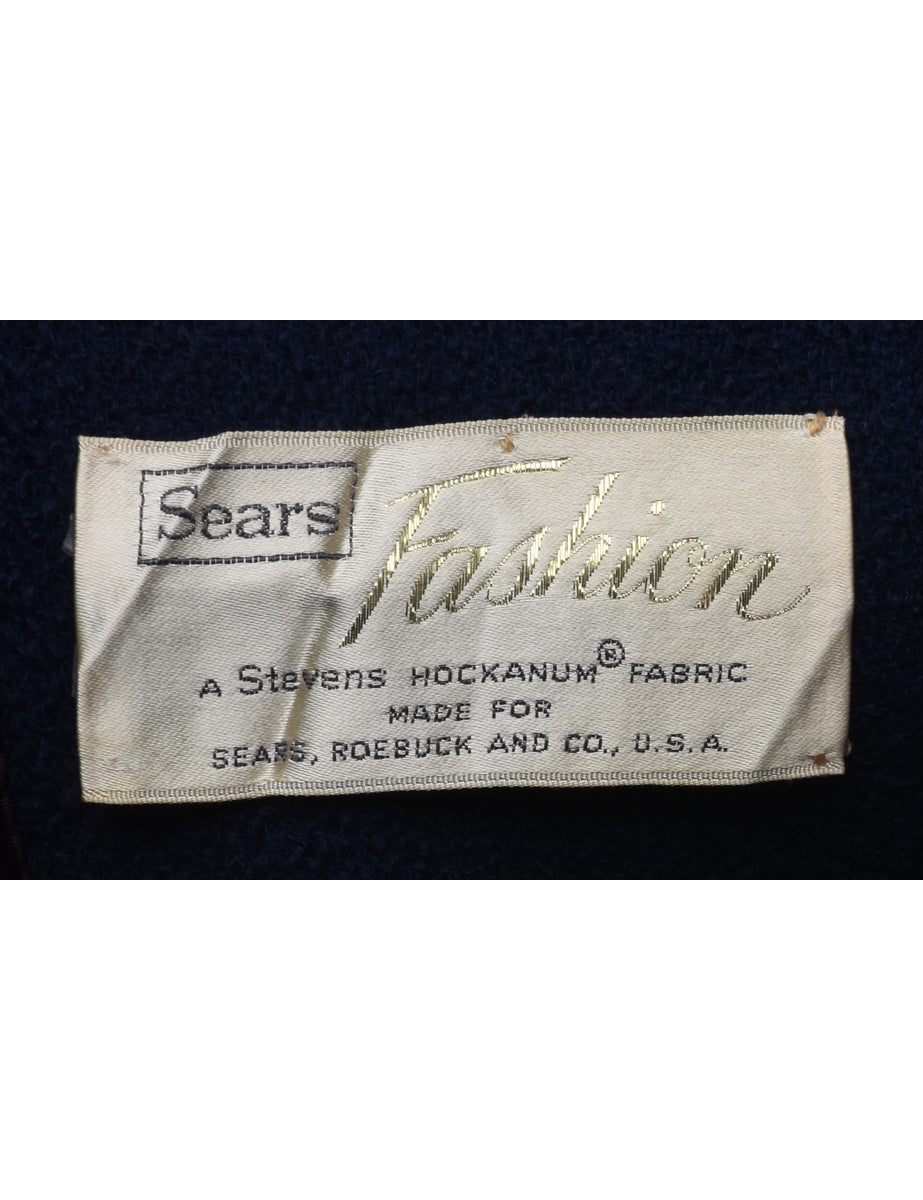 Sears Fashion
A Stevens HOCKANUM® FABRIC
MADE FOR
SEARS, ROEBUCK AND CO., U.S.A.